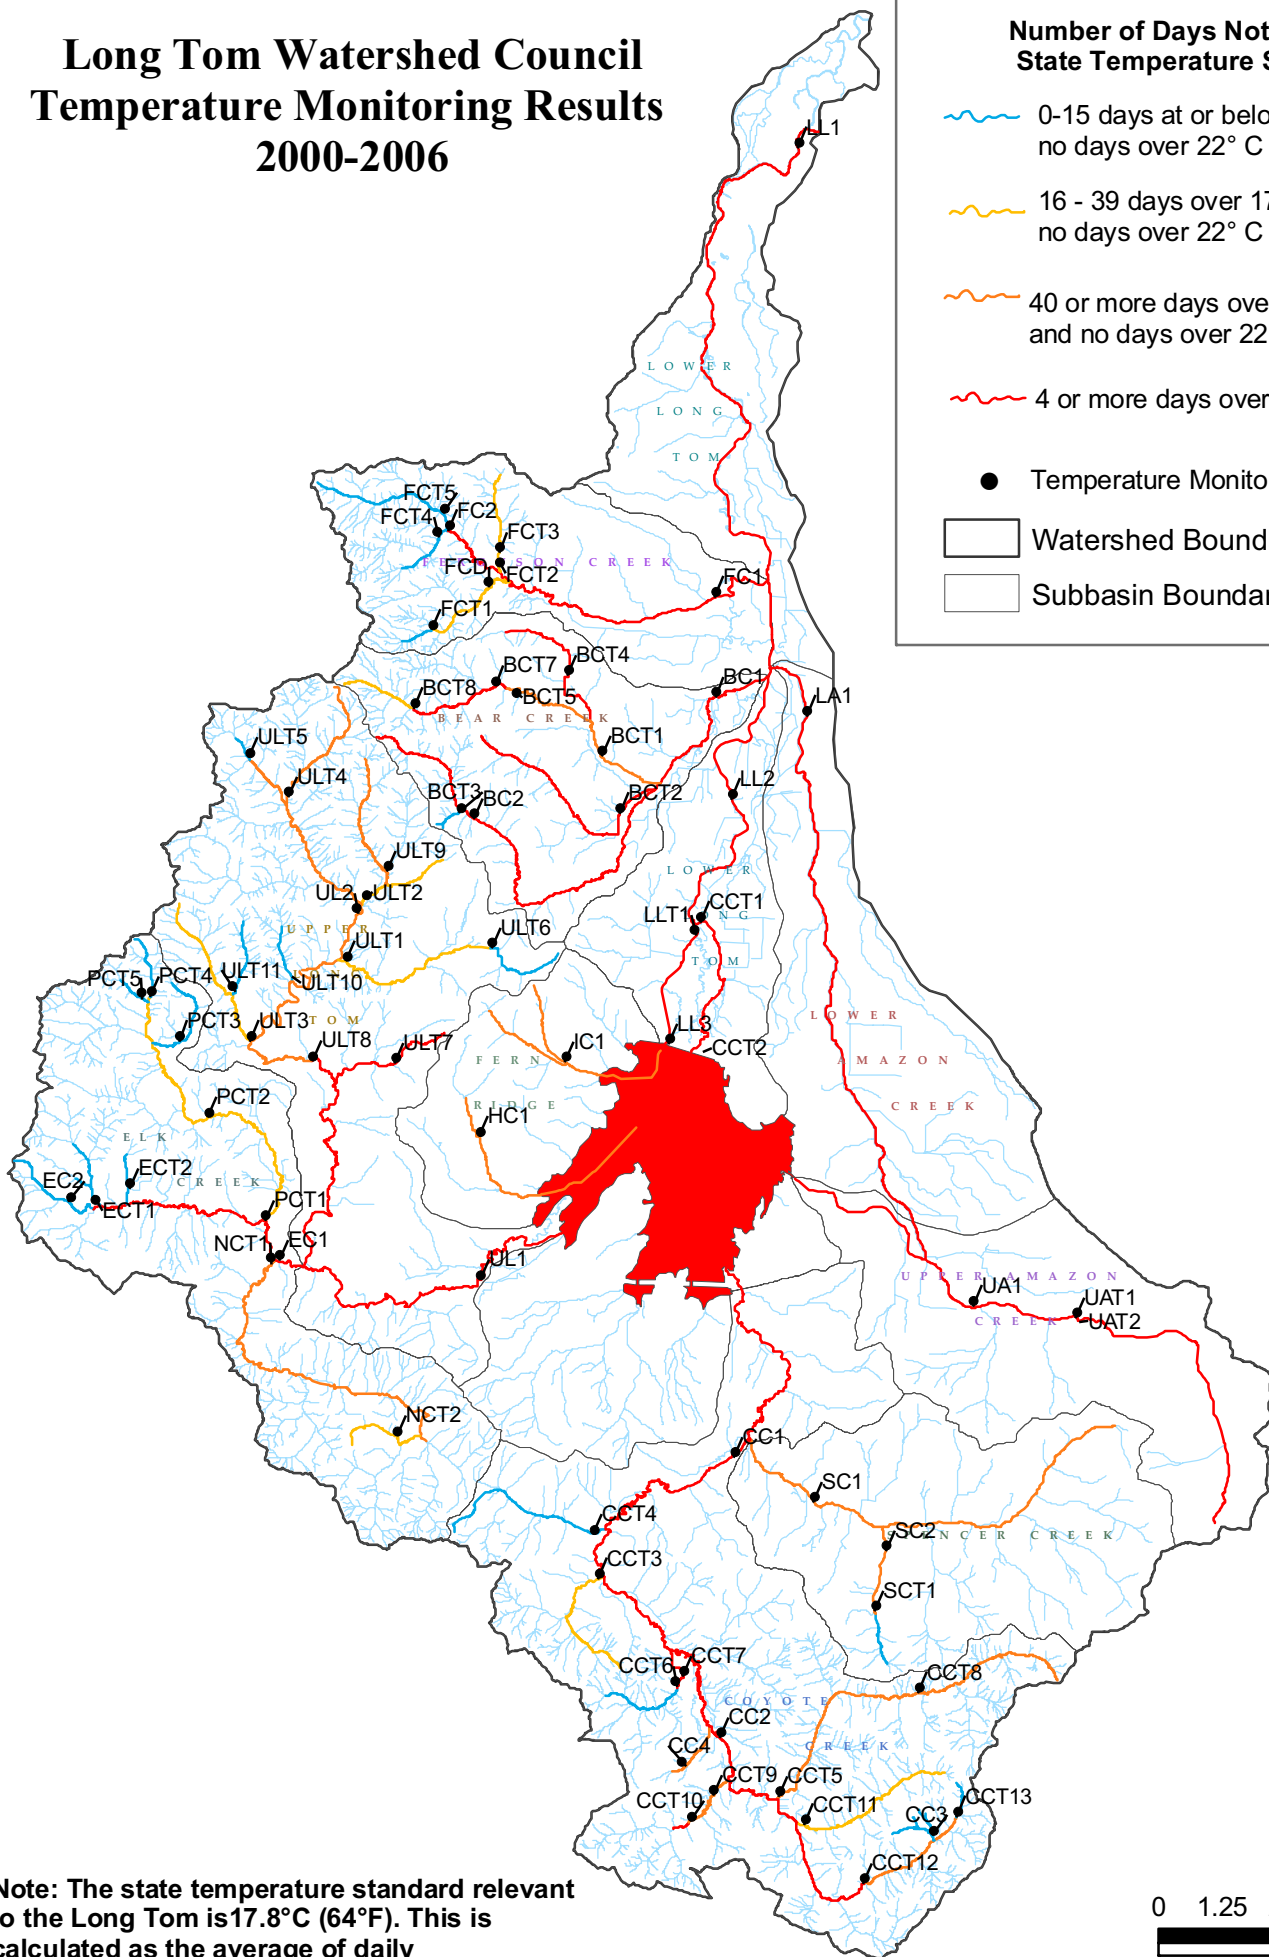 Long Tom Watershed Council
Temperature Monitoring Results
2000-2006
Number of Days Not
State Temperature S
0-15 days at or belo
no days over 22° C
16 - 39 days over 17
no days over 22° C
40 or more days ove
and no days over 22
4 or more days over
Temperature Monito
Watershed Bound
Subbasin Boundar
LL1
LOWER
LONG
TOM
FCT5
FC2
FCT4
FCT3
FERGUSON CREEK
FCD
FCT2
FC1
FCT1
BCT4
BCT7
BC1
BCT8
BCT5
LA1
BEAR CREEK
ULT5
BCT1
ULT4
LL2
BCT3
BC2
BCT2
ULT9
LOWER
UL2
ULT2
CCT1
LLT1
LONG
UPPER
ULT6
ULT1
TOM
PCT5
PCT4
ULT11
LONG
ULT10
LOWER
PCT3
ULT3
TOM
LL3
ULT8
ULT7
IC1
CCT2
FERN
AMAZON
PCT2
RIDGE
CREEK
HC1
ELK
ECT2
EC2
CREEK
ECT1
PCT1
NCT1
EC1
UL1
UPPER AMAZON
UA1
UAT1
CREEK
UAT2
NCT2
CC1
SC1
CCT4
SC2
SPENCER CREEK
CCT3
SCT1
CCT7
CCT6
CCT8
COYOTE
CC2
CC4
CREEK
CCT9
CCT5
CCT10
CCT11
CCT13
CC3
CCT12
Note: The state temperature standard relevant
to the Long Tom is17.8°C (64°F). This is
calculated as the average of daily
0 1.25